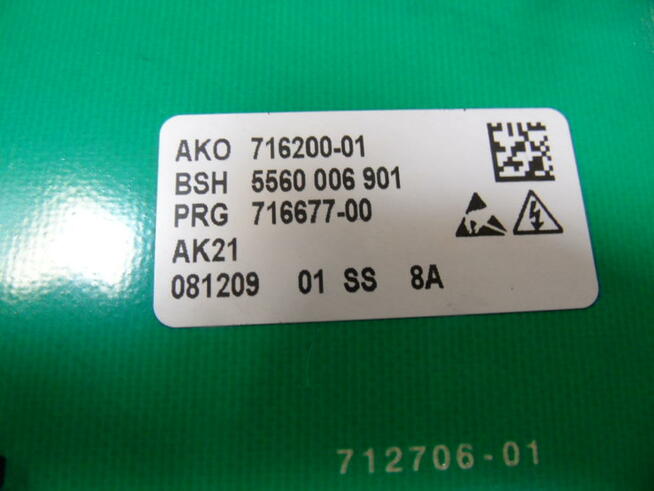 AKO 716200-01
BSH 5560 006 901
PRG 716677-00
AK21
081209 01 SS 8A
712706-01